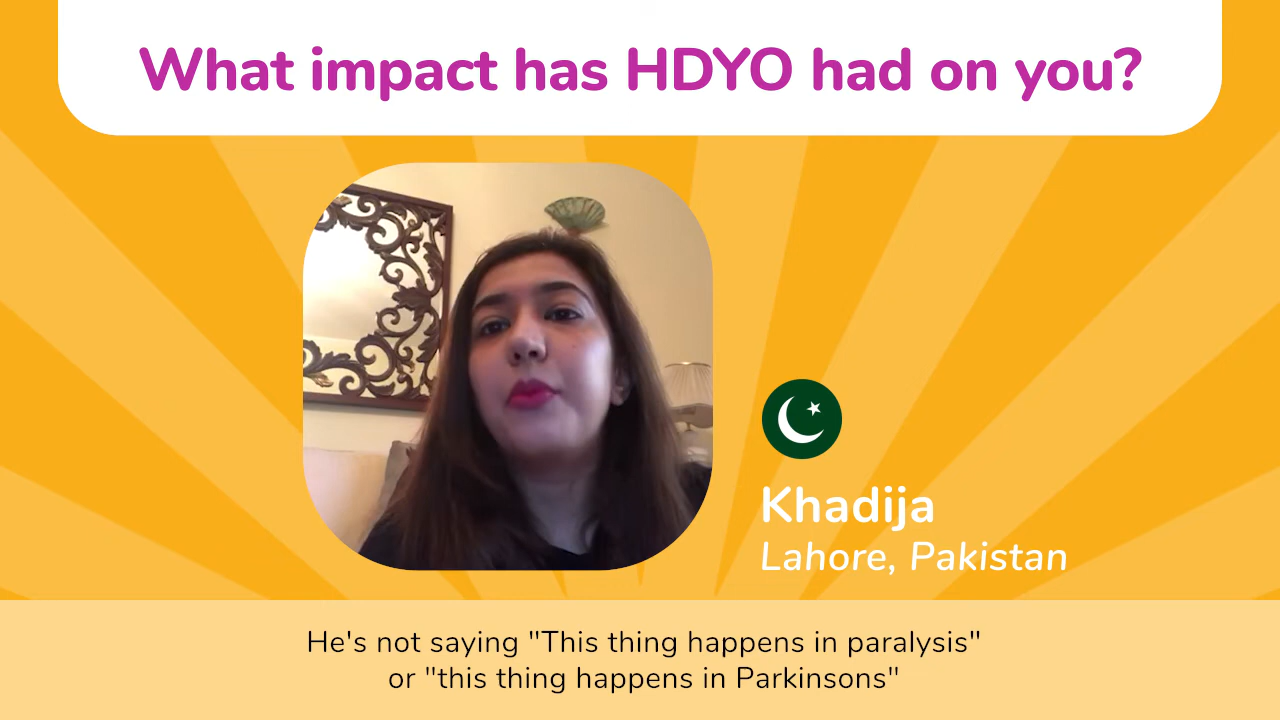 What impact has HDYO had on you?
Khadija
Lahore, Pakistan
He's not saying "This thing happens in paralysis"
or "this thing happens in Parkinsons"